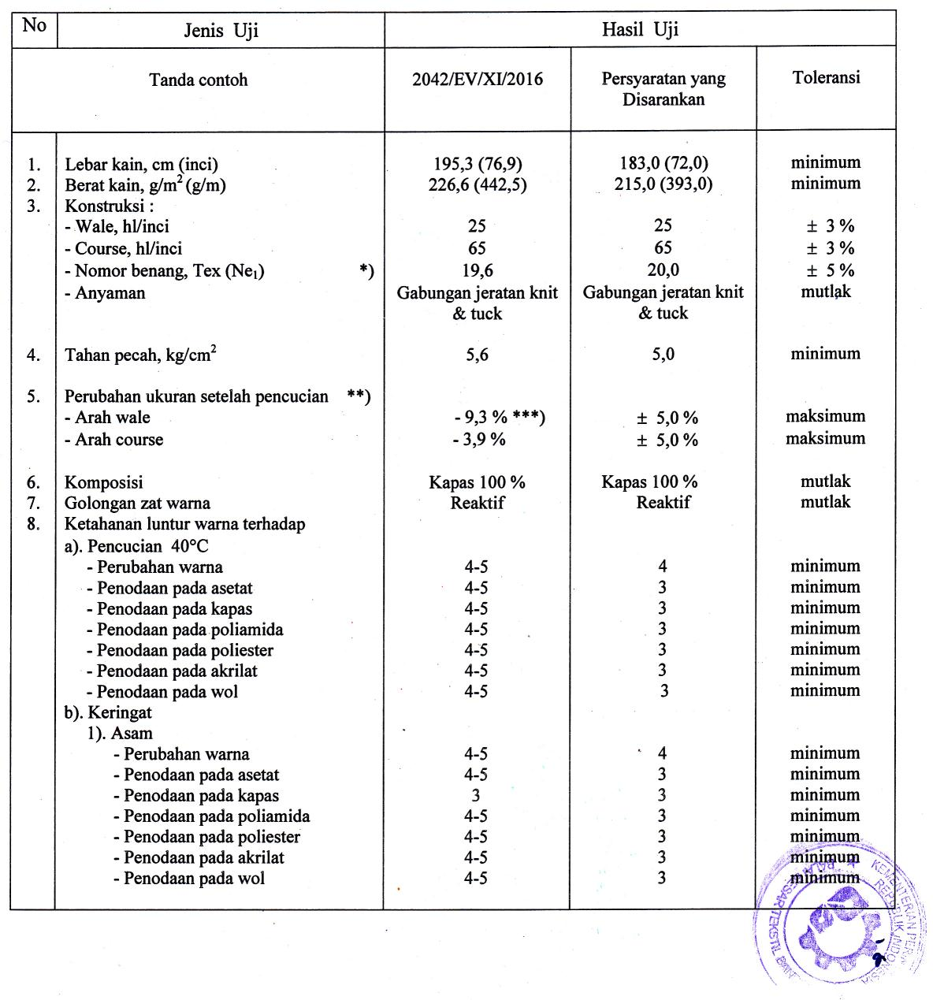 No Jenis Uji Hasil Uji
Tanda contoh 2042/EV/XI/2016 Persyaratan yang Toleransi
Disarankan
1. Lebar kain, cm (inci) 195,3 (76,9) 183,0 (72,0) minimum
2. Berat kain, g/m² (g/m) 226,6 (442,5) 215,0 (393,0) minimum
3. Konstruksi :
- Wale, hl/inci 25 25 ± 3 %
- Course, hl/inci 65 65 ± 3 %
- Nomor benang, Tex (Ne₁) *) 19,6 20,0 ± 5 %
- Anyaman Gabungan jeratan knit Gabungan jeratan knit mutlak
& tuck & tuck
4. Tahan pecah, kg/cm² 5,6 5,0 minimum
5. Perubahan ukuran setelah pencucian **)
- Arah wale - 9,3 % ***) ± 5,0 % maksimum
- Arah course - 3,9 % ± 5,0 % maksimum
6. Komposisi Kapas 100 % Kapas 100 % mutlak
7. Golongan zat warna Reaktif Reaktif mutlak
8. Ketahanan luntur warna terhadap
a). Pencucian 40°C
- Perubahan warna 4-5 4 minimum
- Penodaan pada asetat 4-5 3 minimum
- Penodaan pada kapas 4-5 3 minimum
- Penodaan pada poliamida 4-5 3 minimum
- Penodaan pada poliester 4-5 3 minimum
- Penodaan pada akrilat 4-5 3 minimum
- Penodaan pada wol 4-5 3 minimum
b). Keringat
1). Asam
- Perubahan warna 4-5 4 minimum
- Penodaan pada asetat 4-5 3 minimum
- Penodaan pada kapas 3 3 minimum
- Penodaan pada poliamida 4-5 3 minimum
- Penodaan pada poliester 4-5 3 minimum
- Penodaan pada akrilat 4-5 3 minimum
- Penodaan pada wol 4-5 3 minimum
KEMENTERIAN
REPUBLIK INDONESIA